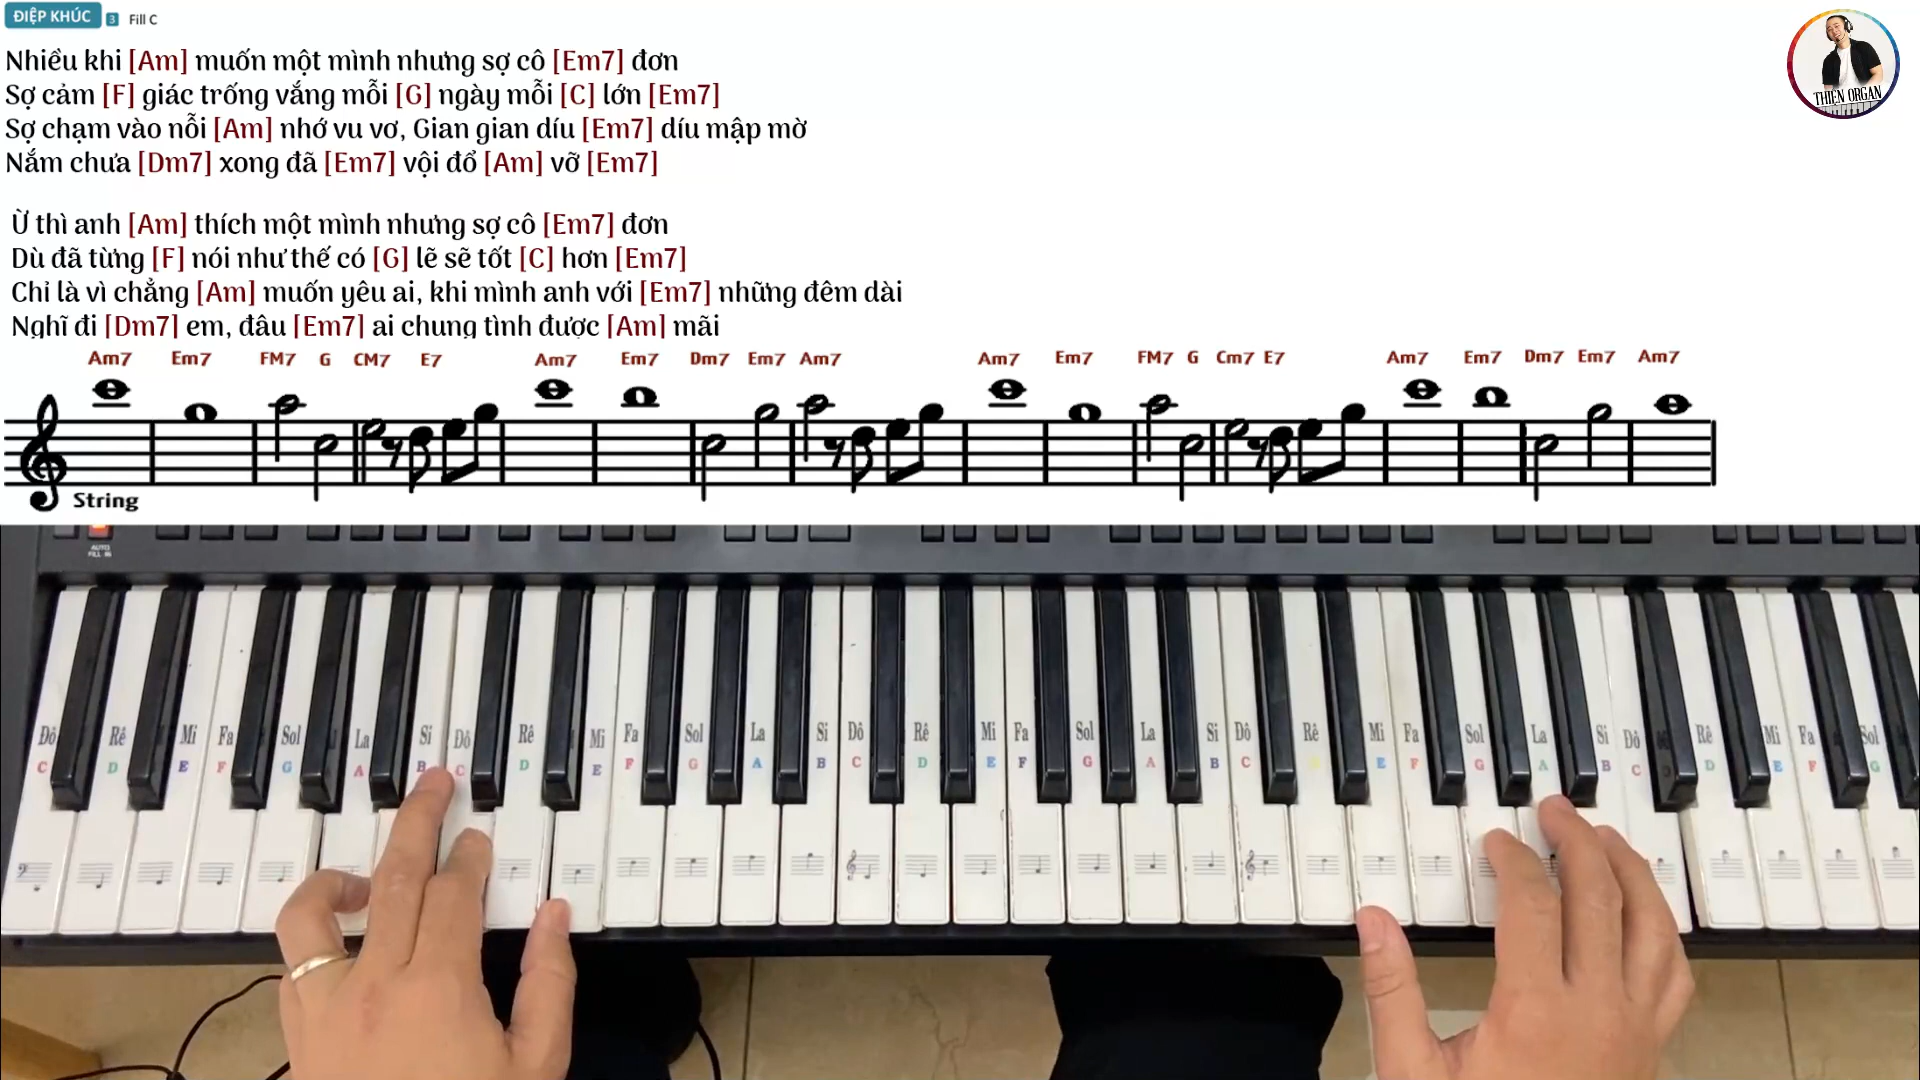 ĐIỆP KHÚC 3 Fill C
Nhiều khi [Am] muốn một mình nhưng sợ cô [Em7] đơn
Sợ cảm [F] giác trống vắng mỗi [G] ngày mỗi [C] lớn [Em7]
Sợ chạm vào nỗi [Am] nhớ vu vơ, Gian gian díu [Em7] díu mập mờ
Nắm chưa [Dm7] xong đã [Em7] vội đổ [Am] vỡ [Em7]
Ừ thì anh [Am] thích một mình nhưng sợ cô [Em7] đơn
Dù đã từng [F] nói như thế có [G] lẽ sẽ tốt [C] hơn [Em7]
Chỉ là vì chẳng [Am] muốn yêu ai, khi mình anh với [Em7] những đêm dài
Nghĩ đi [Dm7] em, đâu [Em7] ai chung tình được [Am] mãi
THIỆN ORGAN
Am7 Em7 FM7 G CM7 E7 Am7 Em7 Dm7 Em7 Am7 Am7 Em7 FM7 G Cm7 E7 Am7 Em7 Dm7 Em7 Am7
String
AUTO
FILL IN
Đô Rê Mi Fa Sol La Si Đô Rê Mi Fa Sol La Si Đô Rê Mi Fa Sol La Si Đô Rê Mi Fa Sol La Si Đô Rê Mi Fa Sol
C D E F G A B C D E F G A B C D E F G A B C E F G A B C D E F G